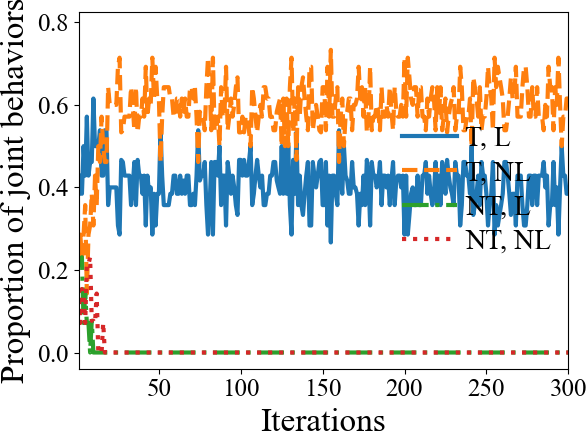 Proportion of joint behaviors
0.8
0.6
0.4
0.2
0.0
T, L
T, NL
NT, L
NT, NL
50 100 150 200 250 300
Iterations